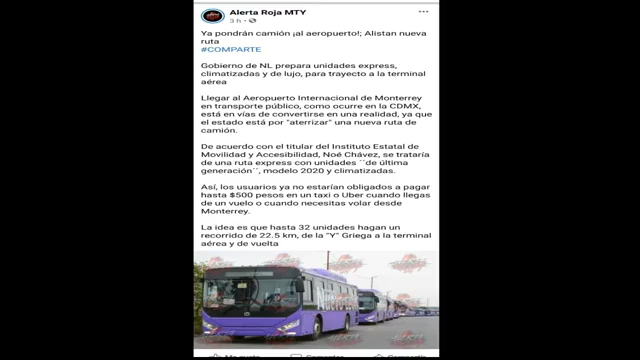 Alerta Roja MTY
3 h
Ya pondrán camión ¡al aeropuerto!; Alistan nueva
ruta
#COMPARTE
Gobierno de NL prepara unidades express,
climatizadas y de lujo, para trayecto a la terminal
aérea
Llegar al Aeropuerto Internacional de Monterrey
en transporte público, como ocurre en la CDMX,
está en vías de convertirse en una realidad, ya que
el estado está por "aterrizar" una nueva ruta de
camión.
De acuerdo con el titular del Instituto Estatal de
Movilidad y Accesibilidad, Noé Chávez, se trataría
de una ruta express con unidades ´´de última
generación´´, modelo 2020 y climatizadas.
Así, los usuarios ya no estarían obligados a pagar
hasta $500 pesos en un taxi o Uber cuando llegas
de un vuelo o cuando necesitas volar desde
Monterrey.
La idea es que hasta 32 unidades hagan un
recorrido de 22.5 km, de la "Y" Griega a la terminal
aérea y de vuelta